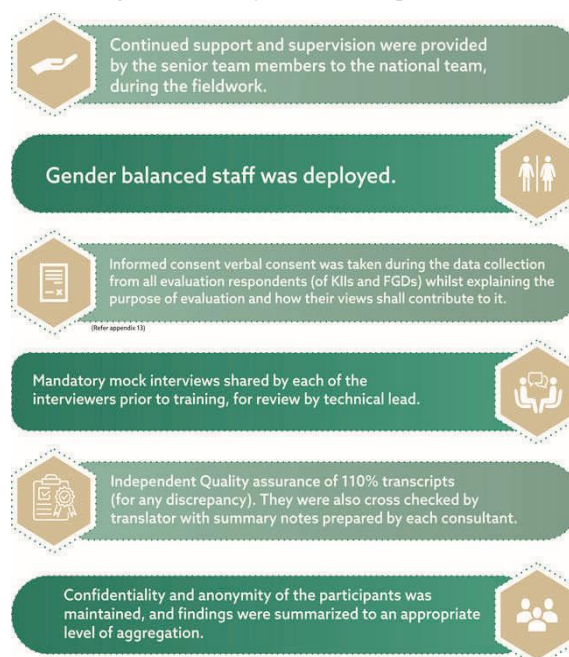 Continued support and supervision were provided
by the senior team members to the national team,
during the fieldwork.
Gender balanced staff was deployed.
Informed consent verbal consent was taken during the data collection
from all evaluation respondents (of KIIs and FGDs) whilst explaining the
purpose of evaluation and how their views shall contribute to it.
(Refer appendix 13)
Mandatory mock interviews shared by each of the
interviewers prior to training, for review by technical lead.
Independent Quality assurance of 110% transcripts
(for any discrepancy). They were also cross checked by
translator with summary notes prepared by each consultant.
Confidentiality and anonymity of the participants was
maintained, and findings were summarized to an appropriate
level of aggregation.